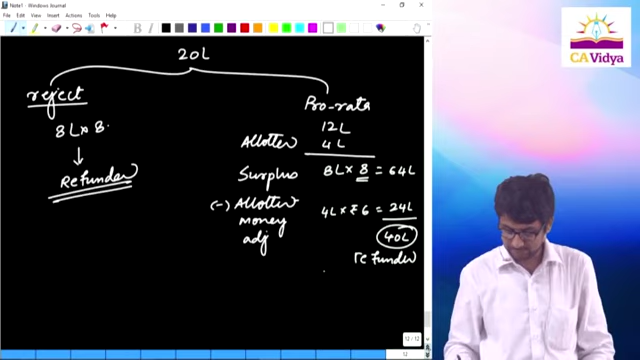 Note1 - Windows Journal
File Edit View Insert Actions Tools Help
20L
reject
8L×8
↓
Refunded
Pro-rata
12L
Allotted 4L
Surplus 8L×8 = 64L
(-) Allotted money adj 4L×₹6 = 24L
40L
refunded
12/12
12
CA Vidya